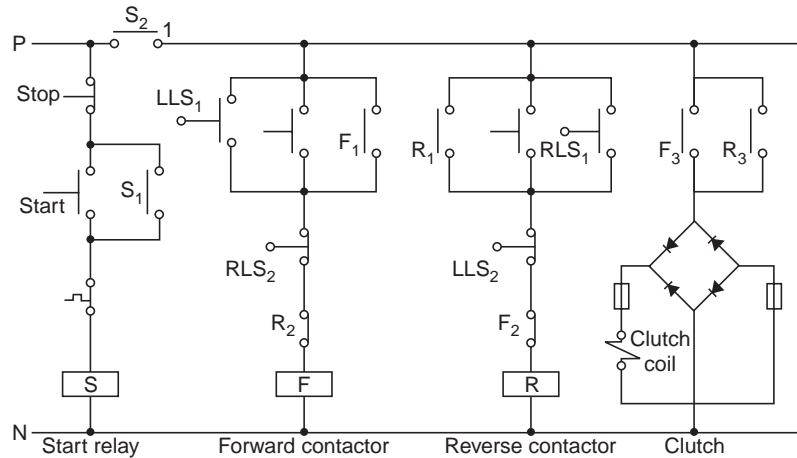 S₂ 1
P
Stop
LLS₁
F₁
R₁
RLS₁
F₃
R₃
Start
S₁
RLS₂
LLS₂
R₂
F₂
Clutch
coil
S
F
R
N
Start relay
Forward contactor
Reverse contactor
Clutch